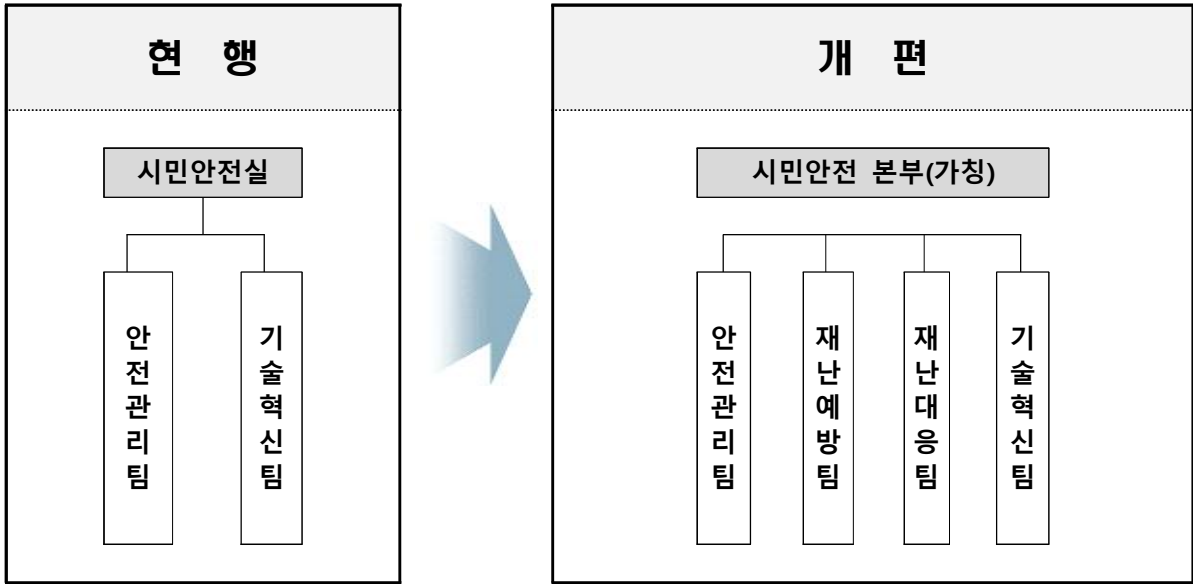 현 행
시민안전실
안전관리팀
기술혁신팀
개 편
시민안전 본부(가칭)
안전관리팀
재난예방팀
재난대응팀
기술혁신팀